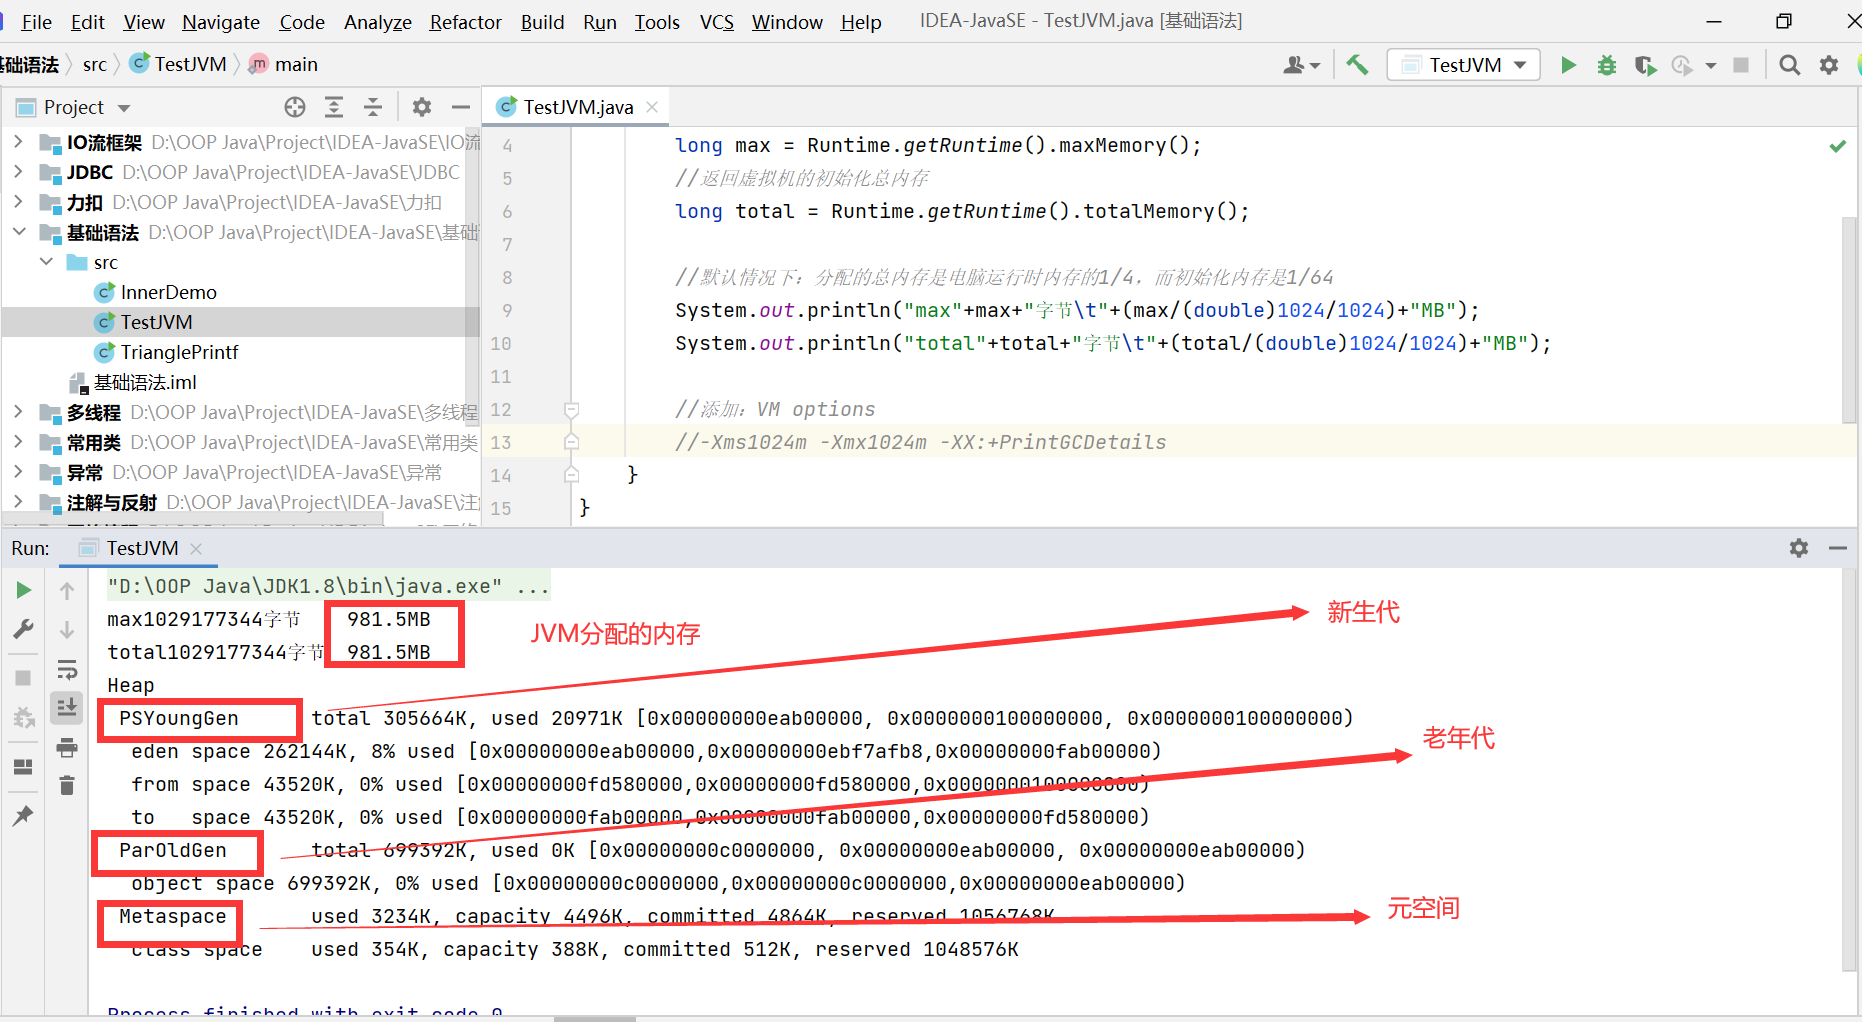 File Edit View Navigate Code Analyze Refactor Build Run Tools VCS Window Help IDEA-JavaSE - TestJVM.java [基础语法]
基础语法 src TestJVM main
TestJVM
Project
TestJVM.java
IO流框架 D:\OOP Java\Project\IDEA-JavaSE\IO流
JDBC D:\OOP Java\Project\IDEA-JavaSE\JDBC
力扣 D:\OOP Java\Project\IDEA-JavaSE\力扣
基础语法 D:\OOP Java\Project\IDEA-JavaSE\基础
src
InnerDemo
TestJVM
TrianglePrintf
基础语法.iml
多线程 D:\OOP Java\Project\IDEA-JavaSE\多线程
常用类 D:\OOP Java\Project\IDEA-JavaSE\常用类
异常 D:\OOP Java\Project\IDEA-JavaSE\异常
注解与反射 D:\OOP Java\Project\IDEA-JavaSE\注
4 long max = Runtime.getRuntime().maxMemory();
5 //返回虚拟机的初始化总内存
6 long total = Runtime.getRuntime().totalMemory();
7
8 //默认情况下：分配的总内存是电脑运行时内存的1/4，而初始化内存是1/64
9 System.out.println("max"+max+"字节\t"+(max/(double)1024/1024)+"MB");
10 System.out.println("total"+total+"字节\t"+(total/(double)1024/1024)+"MB");
11
12 //添加：VM options
13 //-Xms1024m -Xmx1024m -XX:+PrintGCDetails
14 }
15 }
Run: TestJVM
"D:\OOP Java\JDK1.8\bin\java.exe" ...
max1029177344字节 981.5MB
total1029177344字节 981.5MB
JVM分配的内存
新生代
Heap
PSYoungGen total 305664K, used 20971K [0x00000000eab00000, 0x0000000100000000, 0x0000000100000000)
eden space 262144K, 8% used [0x00000000eab00000,0x00000000ebf7afb8,0x00000000fab00000)
老年代
from space 43520K, 0% used [0x00000000fd580000,0x00000000fd580000,0x0000000100000000)
to space 43520K, 0% used [0x00000000fab00000,0x00000000fab00000,0x00000000fd580000)
ParOldGen total 699392K, used 0K [0x00000000c0000000, 0x00000000eab00000, 0x00000000eab00000)
object space 699392K, 0% used [0x00000000c0000000,0x00000000c0000000,0x00000000eab00000)
Metaspace used 3234K, capacity 4496K, committed 4864K, reserved 1056768K
元空间
class space used 354K, capacity 388K, committed 512K, reserved 1048576K
Process finished with exit code 0